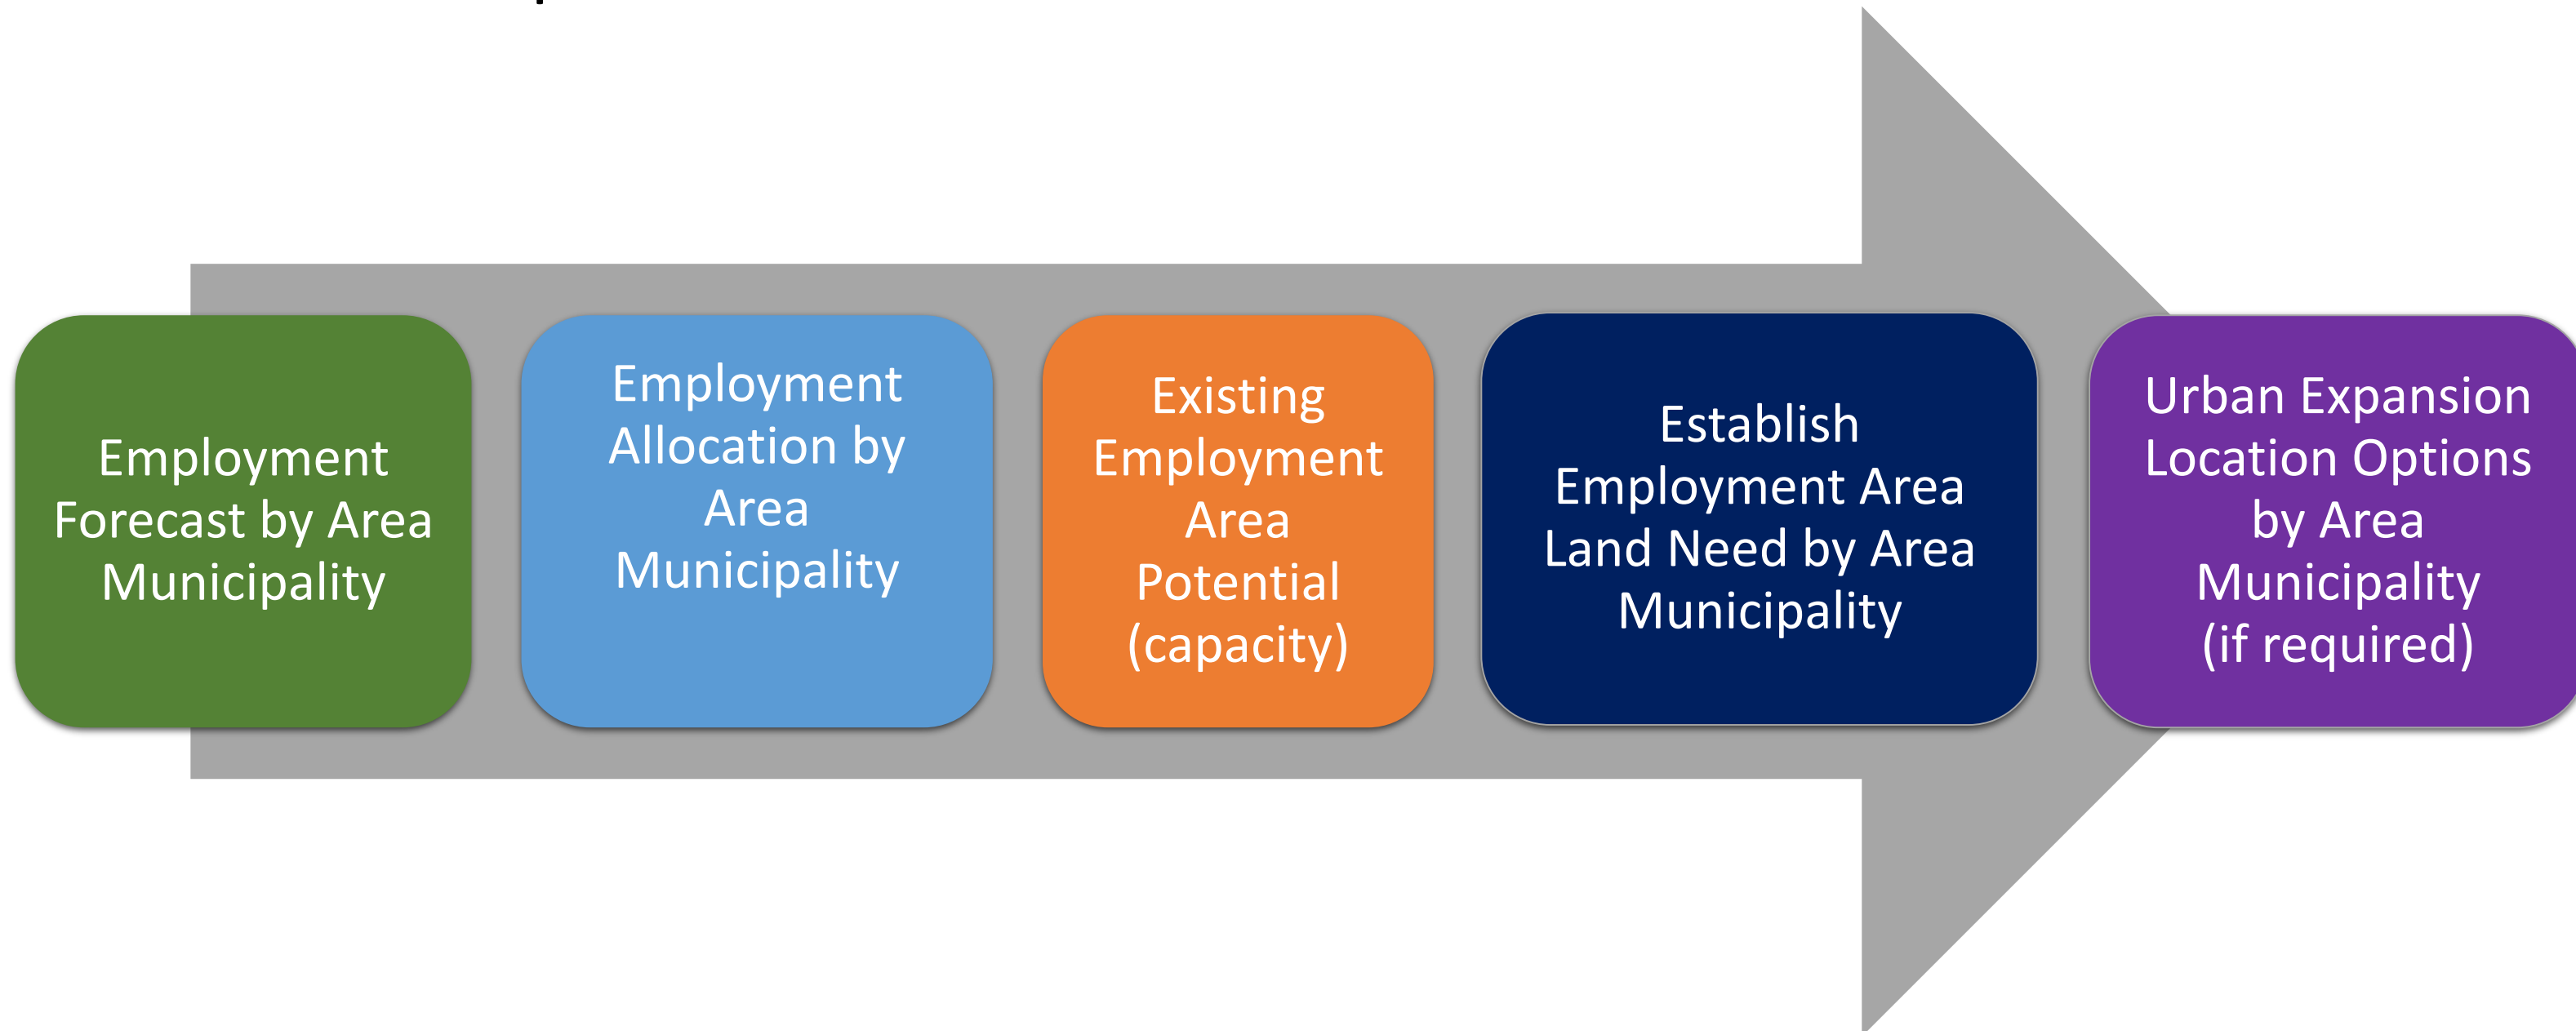 Employment
Forecast by Area
Municipality
Employment
Allocation by
Area
Municipality
Existing
Employment
Area
Potential
(capacity)
Establish
Employment Area
Land Need by Area
Municipality
Urban Expansion
Location Options
by Area
Municipality
(if required)